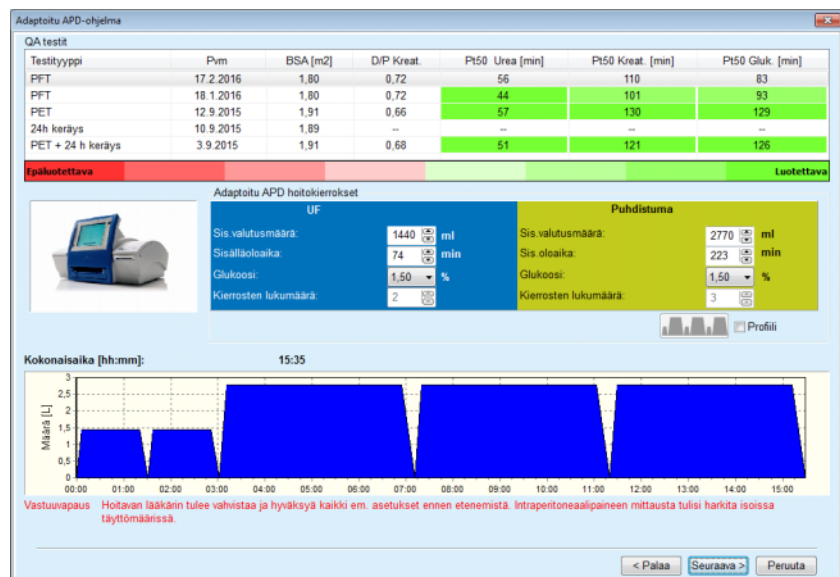 Adaptoitu APD-ohjelma
QA testit
Testityyppi Pvm BSA [m2] D/P Kreat. Pt50 Urea [min] Pt50 Kreat. [min] Pt50 Gluk. [min]
PFT 17.2.2016 1,80 0,72 56 110 83
PFT 18.1.2016 1,80 0,72 44 101 93
PET 12.9.2015 1,91 0,66 57 130 129
24h keräys 10.9.2015 1,89 -- -- -- --
PET + 24 h keräys 3.9.2015 1,91 0,68 51 121 126
Epäluotettava Luotettava
Adaptoitu APD hoitokierrokset
UF Puhdistuma
Sis.valutusmäärä: 1440 ml Sis.valutusmäärä: 2770 ml
Sisälläoloaika: 74 min Sis.oloaika: 223 min
Glukoosi: 1,50 % Glukoosi: 1,50 %
Kierrosten lukumäärä: 2 Kierrosten lukumäärä: 3
Profiili
Kokonaisaika [hh:mm]: 15:35
Määrä [L]
3
2,5
2
1,5
1
0,5
0
00:00 01:00 02:00 03:00 04:00 05:00 06:00 07:00 08:00 09:00 10:00 11:00 12:00 13:00 14:00 15:00
Vastuuvapaus Hoitavan lääkärin tulee vahvistaa ja hyväksyä kaikki em. asetukset ennen etenemistä. Intraperitoneaalipaineen mittausta tulisi harkita isoissa
täyttömäärissä.
< Palaa Seuraava > Peruuta